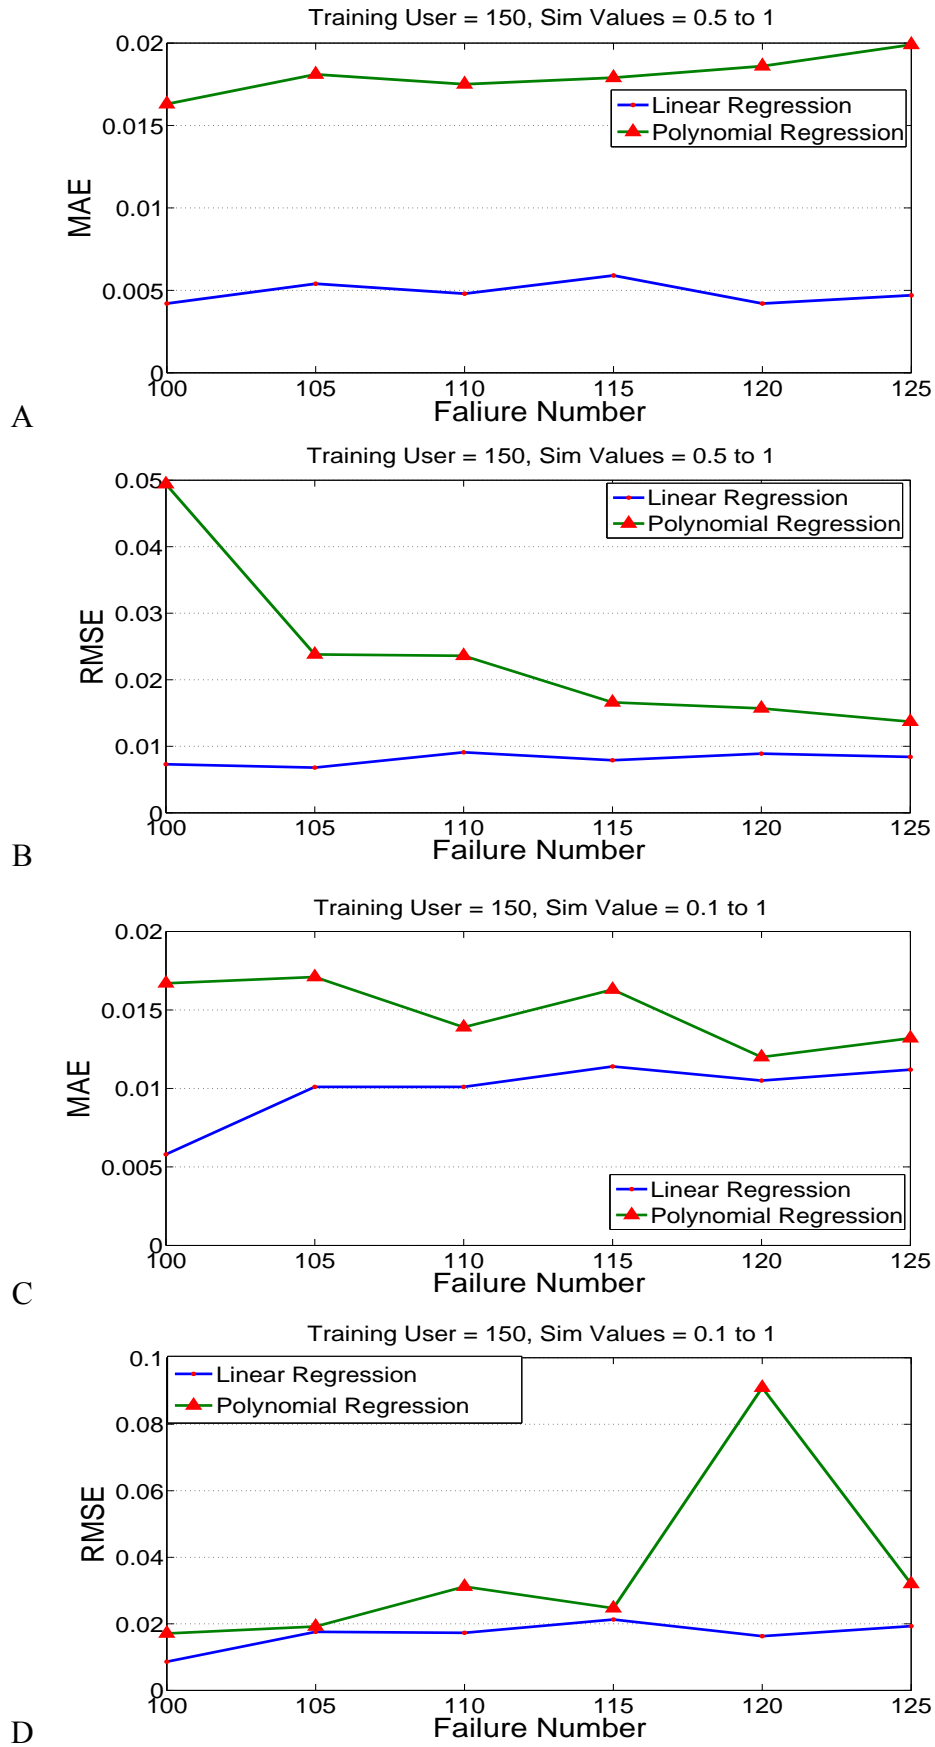 Training User = 150, Sim Values = 0.5 to 1
0.02
0.015
0.01
0.005
0
MAE
Linear Regression
Polynomial Regression
100 105 110 115 120 125
Faliure Number
A
Training User = 150, Sim Values = 0.5 to 1
0.05
0.04
0.03
0.02
0.01
0
RMSE
Linear Regression
Polynomial Regression
100 105 110 115 120 125
Failure Number
B
Training User = 150, Sim Value = 0.1 to 1
0.02
0.015
0.01
0.005
0
MAE
Linear Regression
Polynomial Regression
100 105 110 115 120 125
Failure Number
C
Training User = 150, Sim Values = 0.1 to 1
0.1
0.08
0.06
0.04
0.02
0
RMSE
Linear Regression
Polynomial Regression
100 105 110 115 120 125
Failure Number
D